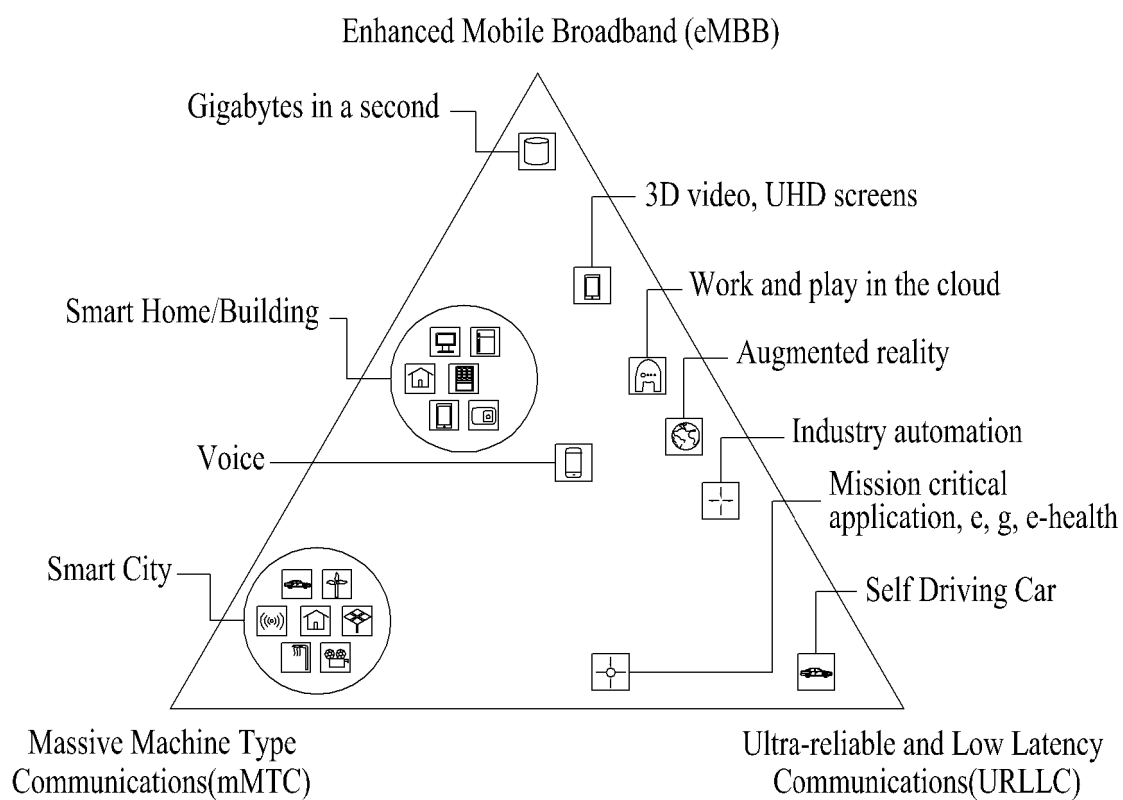 Enhanced Mobile Broadband (eMBB)
Gigabytes in a second
3D video, UHD screens
Work and play in the cloud
Smart Home/Building
Augmented reality
Industry automation
Voice
Mission critical
application, e, g, e-health
Smart City
Self Driving Car
Massive Machine Type
Communications(mMTC)
Ultra-reliable and Low Latency
Communications(URLLC)